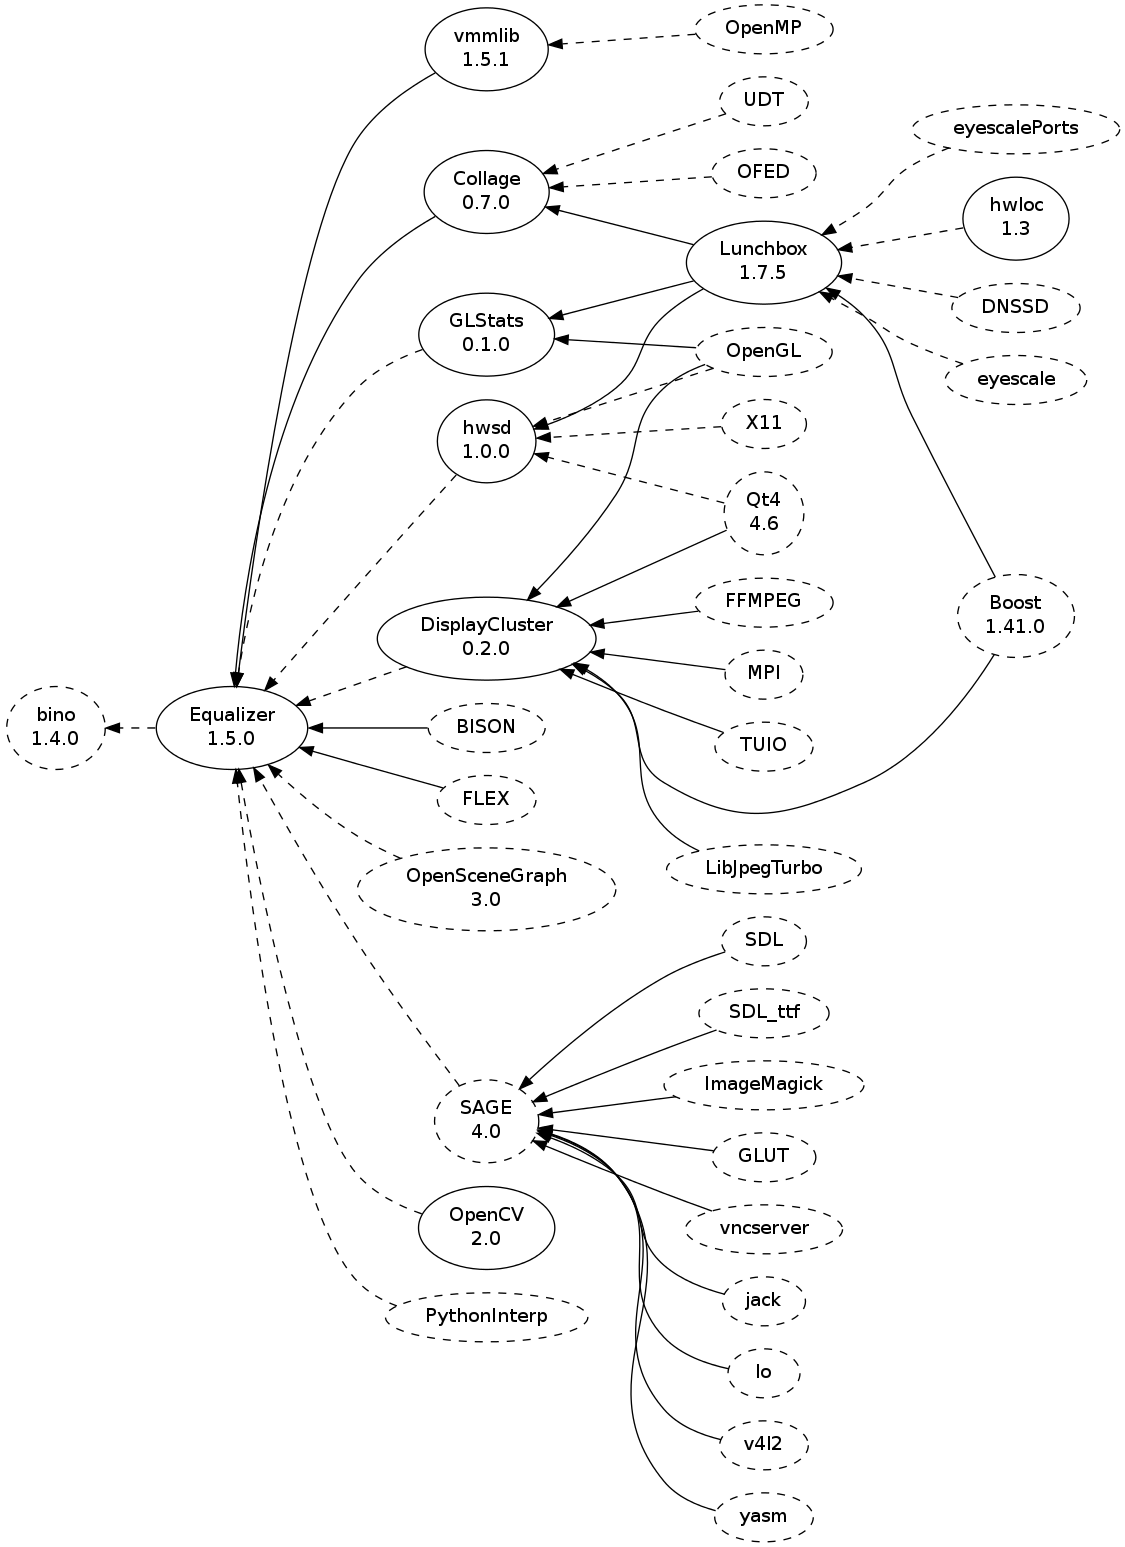 vmmlib
1.5.1
OpenMP
UDT
eyescalePorts
Collage
0.7.0
OFED
hwloc
1.3
Lunchbox
1.7.5
DNSSD
GLStats
0.1.0
OpenGL
eyescale
hwsd
1.0.0
X11
Qt4
4.6
FFMPEG
Boost
1.41.0
DisplayCluster
0.2.0
MPI
bino
1.4.0
Equalizer
1.5.0
BISON
TUIO
FLEX
OpenSceneGraph
3.0
LibJpegTurbo
SDL
SDL_ttf
ImageMagick
SAGE
4.0
GLUT
OpenCV
2.0
vncserver
jack
PythonInterp
lo
v4l2
yasm